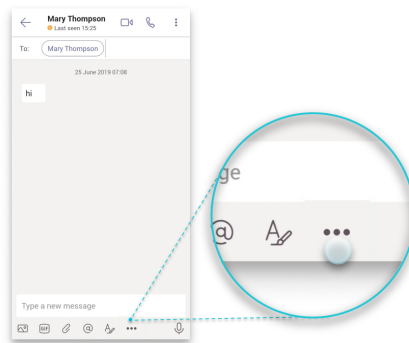 Mary Thompson
Last seen 15:25
To: Mary Thompson
25 June 2019 07:08
hi
Type a new message
GIF @ A
ge
@ A